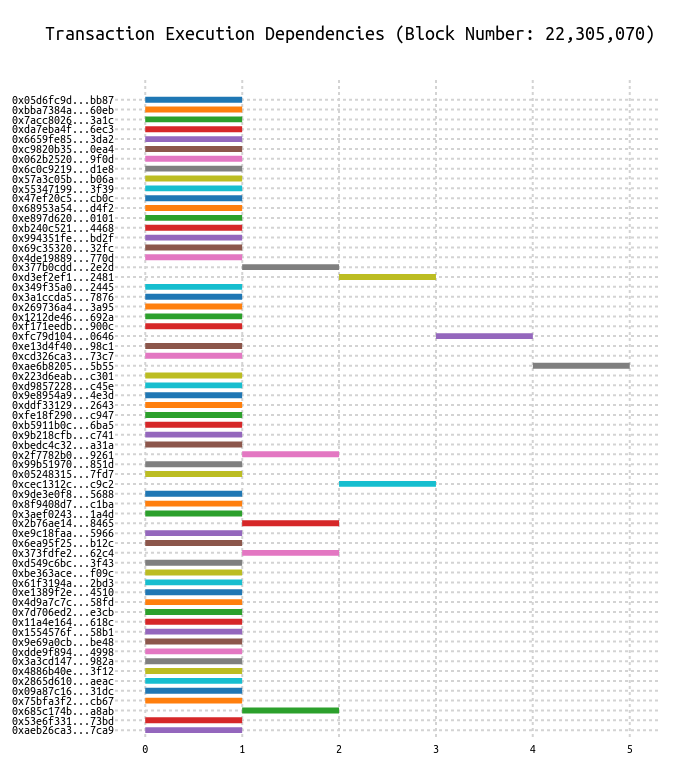 Transaction Execution Dependencies (Block Number: 22,305,070)
0x05d6fc9d...bb87
0xbba7384a...60eb
0x7acc8026...3a1c
0xda7eba4f...6ec3
0x6659fe85...3da2
0xc9820b35...0ea4
0x062b2520...9f0d
0x6c0c9219...d1e8
0x57a3c05b...b06a
0x55347199...3f39
0x47ef20c5...cb0c
0x68953a54...d4f2
0xe897d620...0101
0xb240c521...4468
0x994351fe...bd2f
0x69c35320...32fc
0x4de19889...770d
0x377b0cdd...2e2d
0xd3ef2ef1...2481
0x349f35a0...2445
0x3a1ccda5...7876
0x269736a4...3a95
0x1212de46...692a
0xf171eedb...900c
0xfc79d104...0646
0xe13d4f40...98c1
0xcd326ca3...73c7
0xae6b8205...5b55
0x223d6eab...c301
0xd9857228...c45e
0x9e8954a9...4e3d
0xddf33129...2643
0xfe18f290...c947
0xb5911b0c...6ba5
0x9b218cfb...c741
0xbedc4c32...a31a
0x2f7782b0...9261
0x99b51970...851d
0x05248315...7fd7
0xcec1312c...c9c2
0x9de3e0f8...5688
0x8f9408d7...c1ba
0x3aef0243...1a4d
0x2b76ae14...8465
0xe9c18faa...5966
0x6ea95f25...b12c
0x373fdfe2...62c4
0xd549c6bc...3f43
0xbe363ace...f09c
0x61f3194a...2bd3
0xe1389f2e...4510
0x4d9a7c7c...58fd
0x7d706ed2...e3cb
0x11a4e164...618c
0x1554576f...58b1
0x9e69a0cb...be48
0xdde9f894...4998
0x3a3cd147...982a
0x4886b40e...3f12
0x2865d610...aeac
0x09a87c16...31dc
0x75bfa3f2...cb67
0x685c174b...a8ab
0x53e6f331...73bd
0xaeb26ca3...7ca9
0 1 2 3 4 5